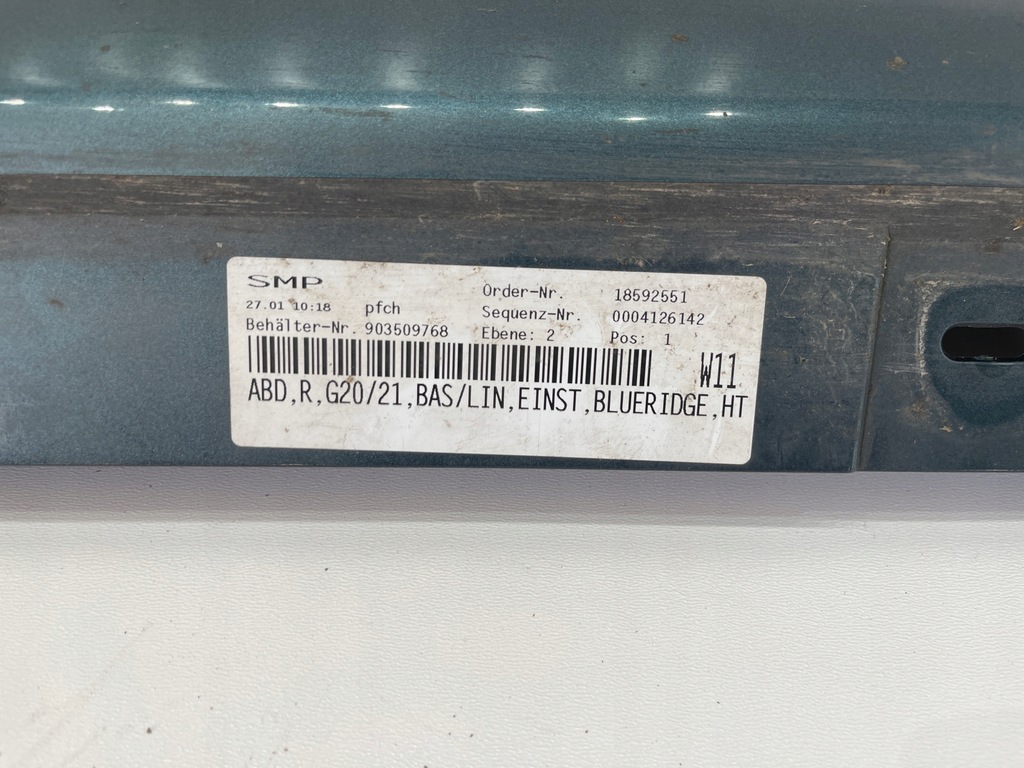 SMP
27.01 10:18 pfch
Order-Nr. 18592551
Sequenz-Nr. 0004126142
Behälter-Nr. 903509768 Ebene: 2 Pos: 1
W11
ABD,R,G20/21,BAS/LIN,EINST,BLUERIDGE,HT